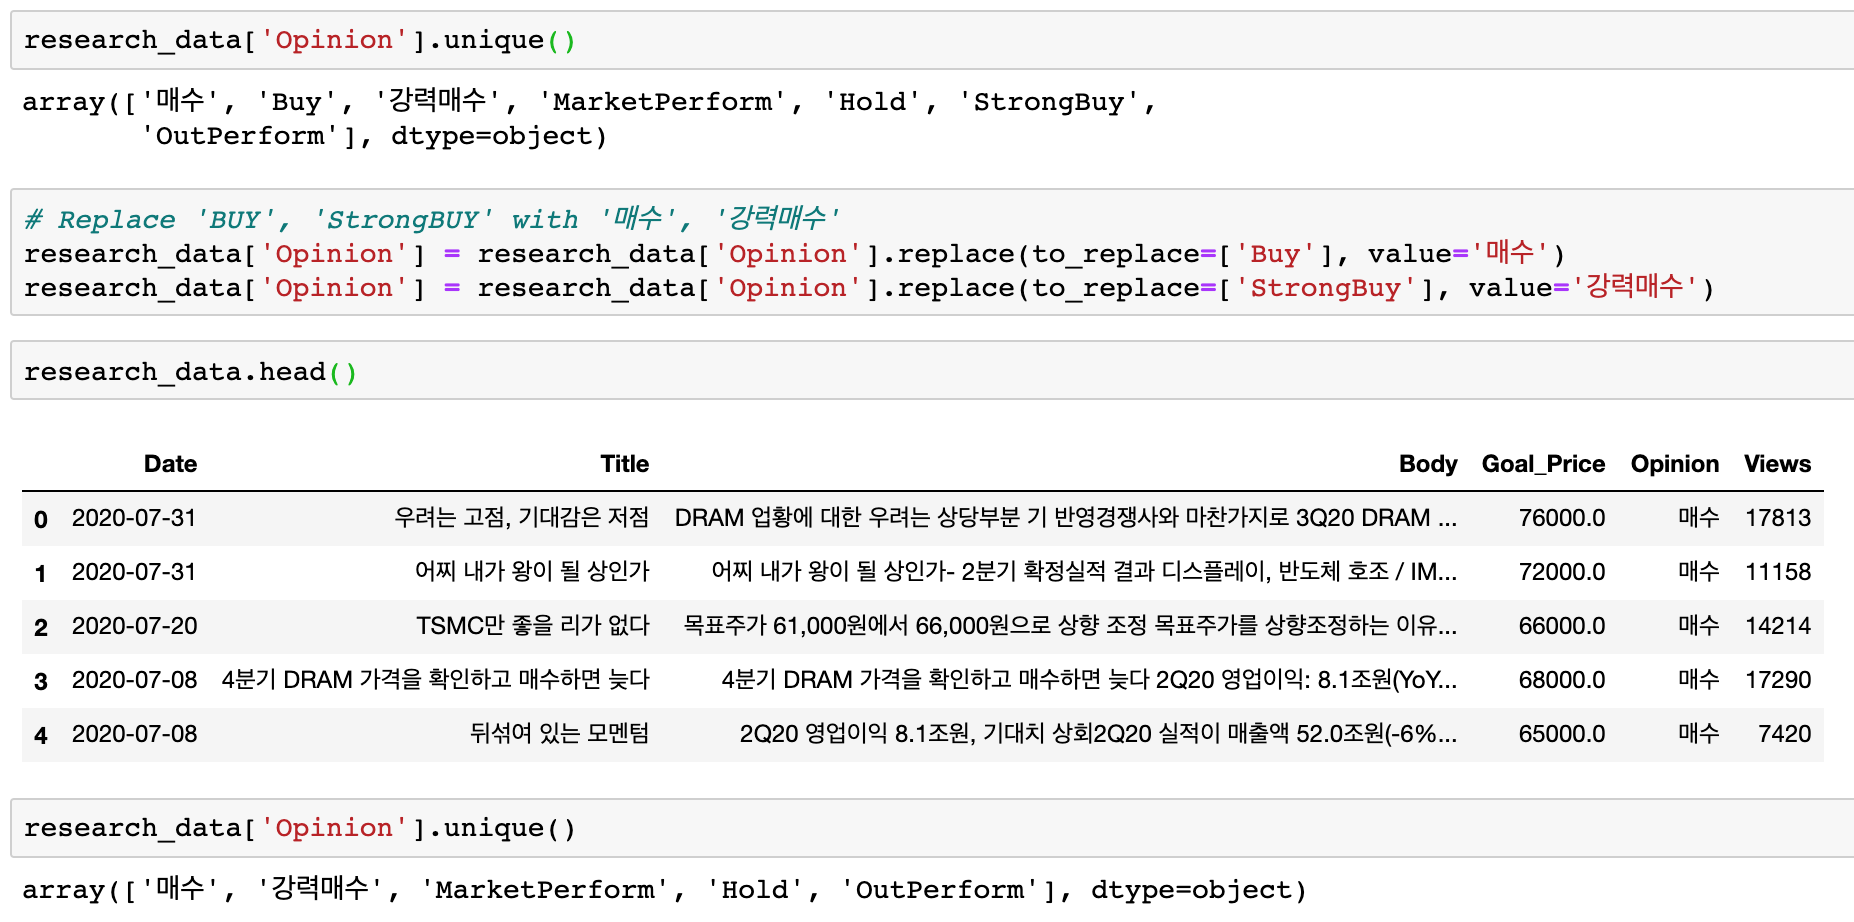 research_data['Opinion'].unique()
array(['매수', 'Buy', '강력매수', 'MarketPerform', 'Hold', 'StrongBuy',
'OutPerform'], dtype=object)
# Replace 'BUY', 'StrongBUY' with '매수', '강력매수'
research_data['Opinion'] = research_data['Opinion'].replace(to_replace=['Buy'], value='매수')
research_data['Opinion'] = research_data['Opinion'].replace(to_replace=['StrongBuy'], value='강력매수')
research_data.head()
Date Title Body Goal_Price Opinion Views
0 2020-07-31 우려는 고점, 기대감은 저점 DRAM 업황에 대한 우려는 상당부분 기 반영경쟁사와 마찬가지로 3Q20 DRAM ... 76000.0 매수 17813
1 2020-07-31 어찌 내가 왕이 될 상인가 어찌 내가 왕이 될 상인가- 2분기 확정실적 결과 디스플레이, 반도체 호조 / IM... 72000.0 매수 11158
2 2020-07-20 TSMC만 좋을 리가 없다 목표주가 61,000원에서 66,000원으로 상향 조정 목표주가를 상향조정하는 이유... 66000.0 매수 14214
3 2020-07-08 4분기 DRAM 가격을 확인하고 매수하면 늦다 4분기 DRAM 가격을 확인하고 매수하면 늦다 2Q20 영업이익: 8.1조원(YoY... 68000.0 매수 17290
4 2020-07-08 뒤섞여 있는 모멘텀 2Q20 영업이익 8.1조원, 기대치 상회2Q20 실적이 매출액 52.0조원(-6%... 65000.0 매수 7420
research_data['Opinion'].unique()
array(['매수', '강력매수', 'MarketPerform', 'Hold', 'OutPerform'], dtype=object)